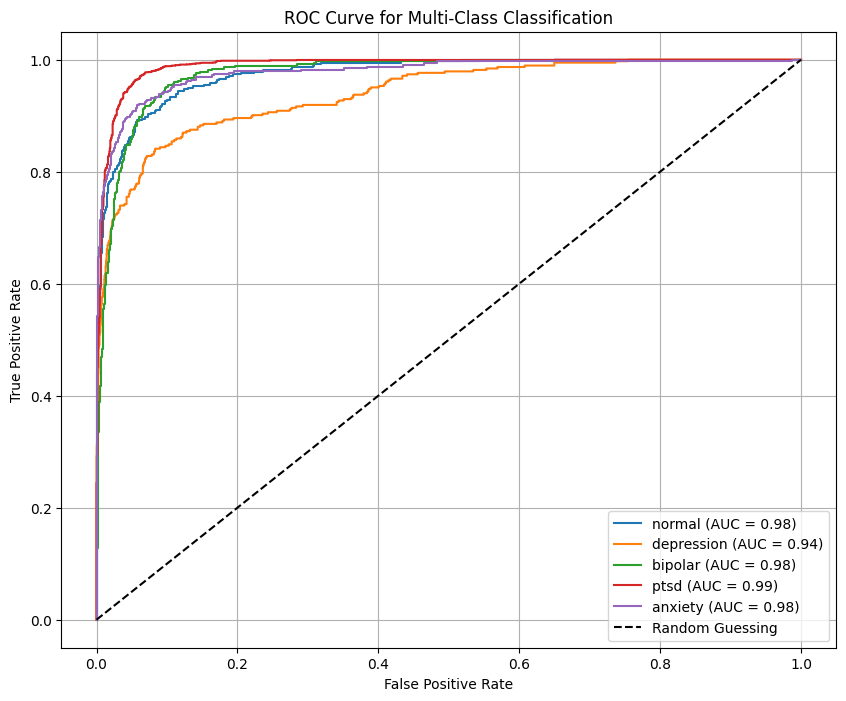 ROC Curve for Multi-Class Classification
1.0
0.8
0.6
0.4
0.2
0.0
True Positive Rate
normal (AUC = 0.98)
depression (AUC = 0.94)
bipolar (AUC = 0.98)
ptsd (AUC = 0.99)
anxiety (AUC = 0.98)
Random Guessing
0.0 0.2 0.4 0.6 0.8 1.0
False Positive Rate